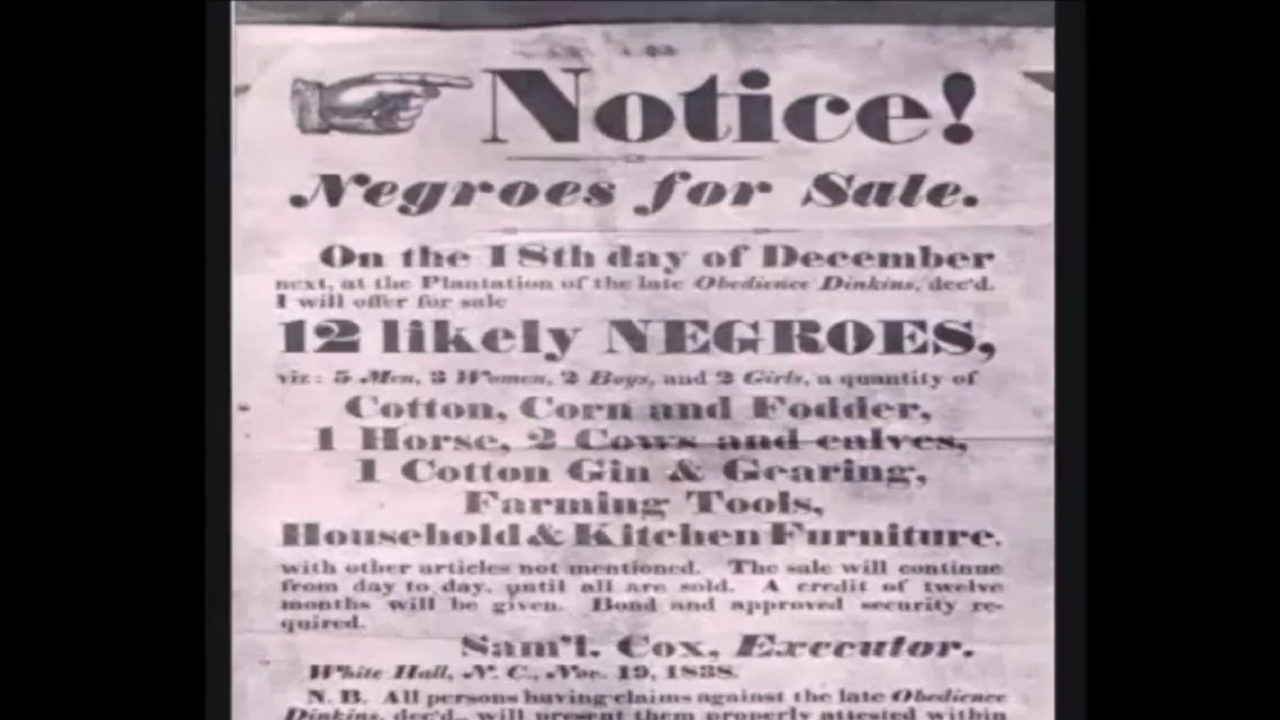 Notice!
Negroes for Sale.
On the 18th day of December
next, at the Plantation of the late Obedience Dinkins, dec'd.
I will offer for sale
12 likely NEGROES,
viz: 5 Men, 3 Women, 2 Boys, and 2 Girls, a quantity of
Cotton, Corn and Fodder,
1 Horse, 2 Cows and calves,
1 Cotton Gin & Gearing,
Farming Tools,
Household & Kitchen Furniture.
with other articles not mentioned. The sale will continue
from day to day, until all are sold. A credit of twelve
months will be given. Bond and approved security re-
quired.
Sam'l. Cox, Executor.
White Hall, N. C., Nov. 19, 1838.
N. B. All persons having claims against the late Obedience
Dinkins, dec'd., will present them properly attested within